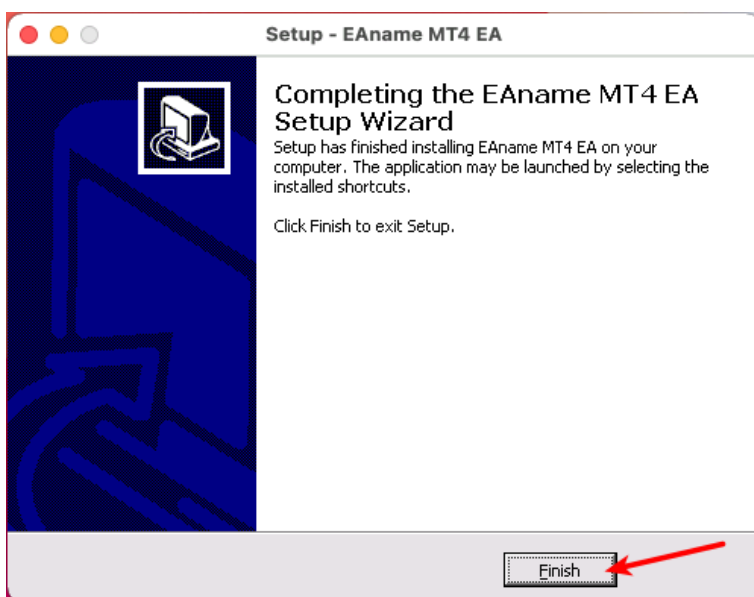 Setup - EAname MT4 EA
Completing the EAname MT4 EA
Setup Wizard
Setup has finished installing EAname MT4 EA on your
computer. The application may be launched by selecting the
installed shortcuts.
Click Finish to exit Setup.
Finish